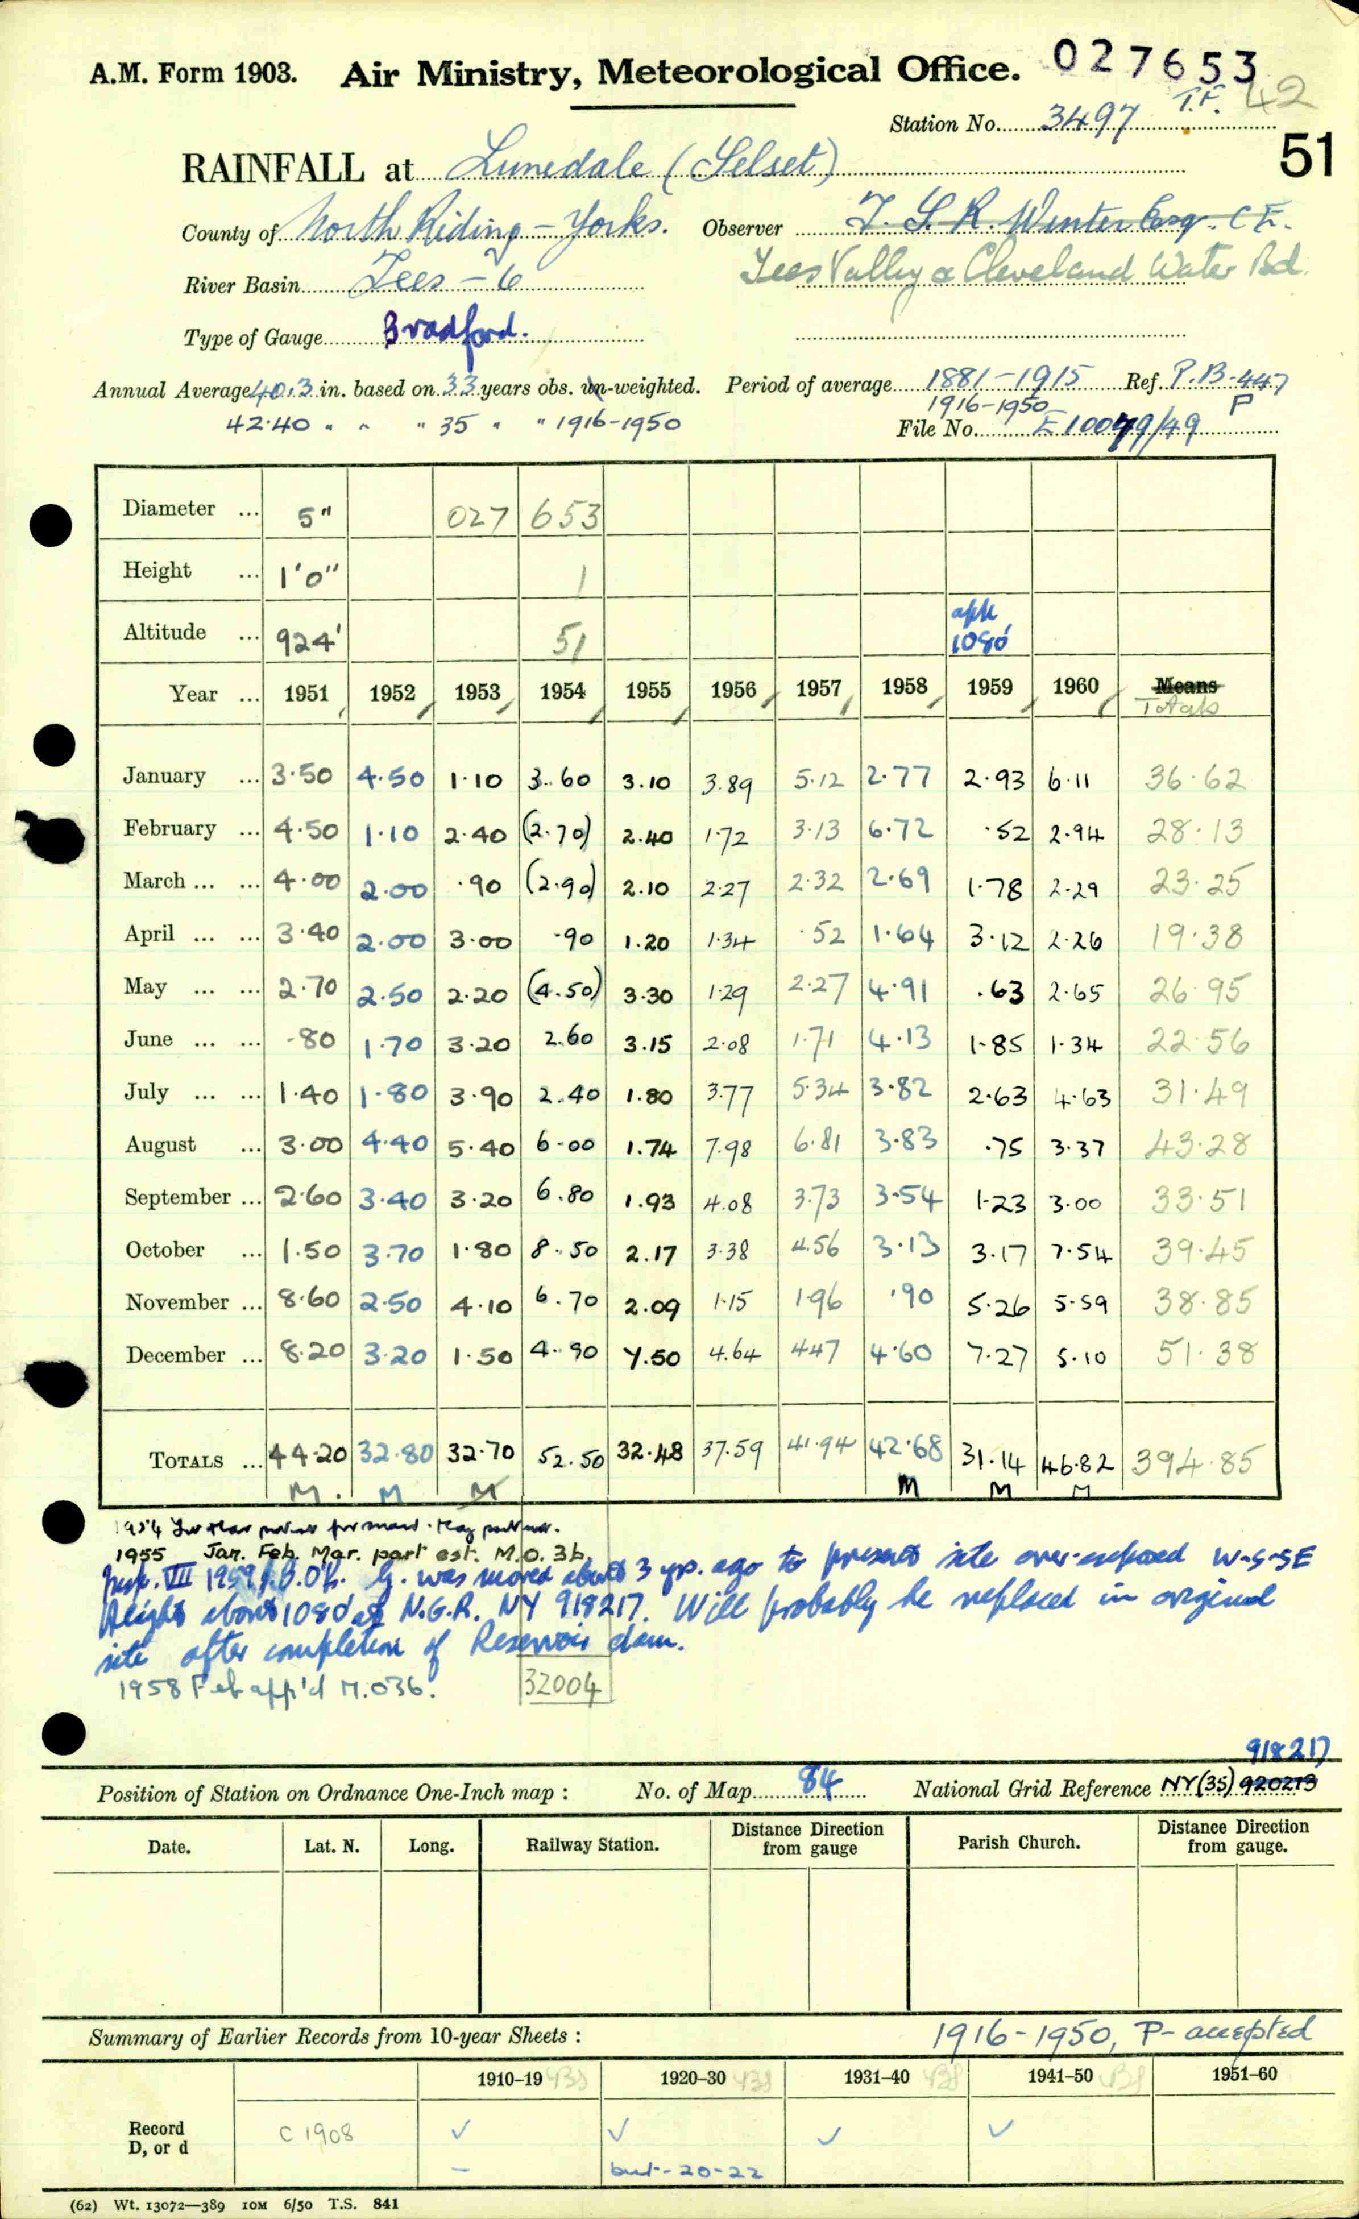 A.M. Form 1903. Air Ministry, Meteorological Office. 027653
T.F. 42
Station No. 3497
51
RAINFALL at Lunedale (Selset)
County of North Riding - Yorks. Observer T. S. R. Winter Esq. C.E.
River Basin Tees - 6 Tees Valley & Cleveland Water Bd.
Type of Gauge Bradford.
Annual Average 40.3 in. based on 33 years obs. un-weighted. Period of average 1881-1915 Ref. P.B. 447
1916-1950 P
42.40 " " " 35 " " 1916-1950 File No. E10079/49
Diameter ... 5" 027 653
Height ... 1'0" 1
Altitude ... 924' 51 1080'
Year ... 1951 1952 1953 1954 1955 1956 1957 1958 1959 1960 Means
Totals
January ... 3.50 4.50 1.10 3.60 3.10 3.89 5.12 2.77 2.93 6.11 36.62
February ... 4.50 1.10 2.40 (2.70) 2.40 1.72 3.13 6.72 .52 2.94 28.13
March ... ... 4.00 2.00 .90 (2.90) 2.10 2.27 2.32 2.69 1.78 2.29 23.25
April ... ... 3.40 2.00 3.00 .90 1.20 1.34 .52 1.64 3.12 2.26 19.38
May ... ... 2.70 2.50 2.20 (4.50) 3.30 1.29 2.27 4.91 .63 2.65 26.95
June ... ... .80 1.70 3.20 2.60 3.15 2.08 1.71 4.13 1.85 1.34 22.56
July ... ... 1.40 1.80 3.90 2.40 1.80 3.77 5.34 3.82 2.63 4.63 31.49
August ... 3.00 4.40 5.40 6.00 1.74 7.98 6.81 3.83 .75 3.37 43.28
September ... 2.60 3.40 3.20 6.80 1.93 4.08 3.73 3.54 1.23 3.00 33.51
October ... 1.50 3.70 1.80 8.50 2.17 3.38 4.56 3.13 3.17 7.54 39.45
November ... 8.60 2.50 4.10 6.70 2.09 1.15 1.96 .90 5.26 5.59 38.85
December ... 8.20 3.20 1.50 4.90 7.50 4.64 4.47 4.60 7.27 5.10 51.38
TOTALS ... 44.20 32.80 32.70 52.50 32.48 37.59 41.94 42.68 31.14 46.82 394.85
M. M M M M M
1954
1955 Jan. Feb. Mar. part est. M.O.3b.
Insp. VII 1959 G. was moved about 3 yrs. ago to present site over-exposed W-S-SE
Height about 1080 at N.G.R. NY 918217. Will probably be replaced in original
site after completion of Reservoir dam.
1958 Feb app'd M.O3b. 32004
918217
Position of Station on Ordnance One-Inch map : No. of Map 84 National Grid Reference NY(35) 920213
Date. Lat. N. Long. Railway Station. Distance Direction from gauge Parish Church. Distance Direction from gauge.
Summary of Earlier Records from 10-year Sheets : 1916-1950, P- accepted
1910-19 1920-30 1931-40 1941-50 1951-60
Record D, or d C 1908 ✓ ✓ ✓ ✓
- but - 20-22
(62) Wt. 13072—389 10M 6/50 T.S. 841